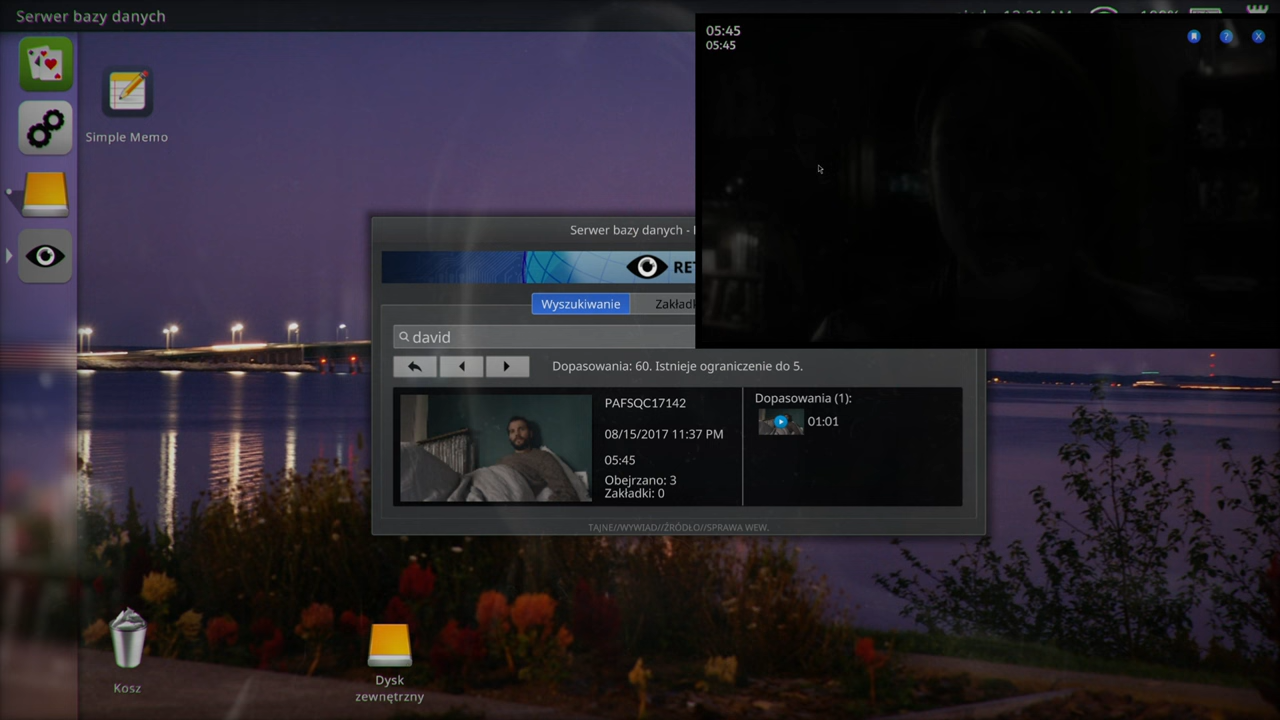 Serwer bazy danych
05:45
05:45
Simple Memo
Serwer bazy danych -
RET
Wyszukiwanie
Zakładk
david
Dopasowania: 60. Istnieje ograniczenie do 5.
PAFSQC17142
08/15/2017 11:37 PM
05:45
Obejrzano: 3
Zakładki: 0
Dopasowania (1):
01:01
TAJNE//WYWIAD//ŹRÓDŁO//SPRAWA WEW.
Kosz
Dysk
zewnętrzny